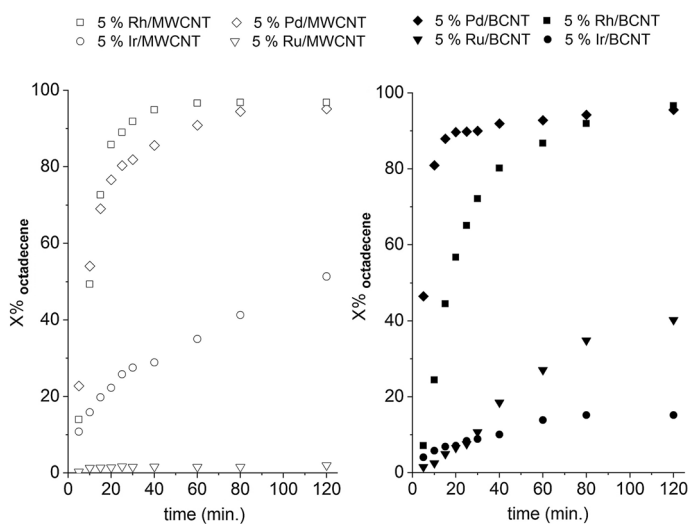 5 % Rh/MWCNT 5 % Pd/MWCNT
5 % Ir/MWCNT 5 % Ru/MWCNT
5 % Pd/BCNT 5 % Rh/BCNT
5 % Ru/BCNT 5 % Ir/BCNT
100
80
60
40
20
0
X% octadecene
0 20 40 60 80 100 120
time (min.)
100
80
60
40
20
0
X% octadecene
0 20 40 60 80 100 120
time (min.)